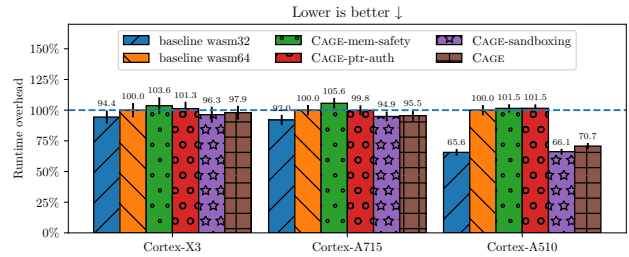 Lower is better ↓
Runtime overhead
150%
125%
100%
75%
50%
25%
0%
baseline wasm32
baseline wasm64
CAGE-mem-safety
CAGE-ptr-auth
CAGE-sandboxing
CAGE
94.4 100.0 103.6 101.3 96.3 97.9
92.0 100.0 105.6 99.8 94.9 95.5
65.6 100.0 101.5 101.5 66.1 70.7
Cortex-X3 Cortex-A715 Cortex-A510